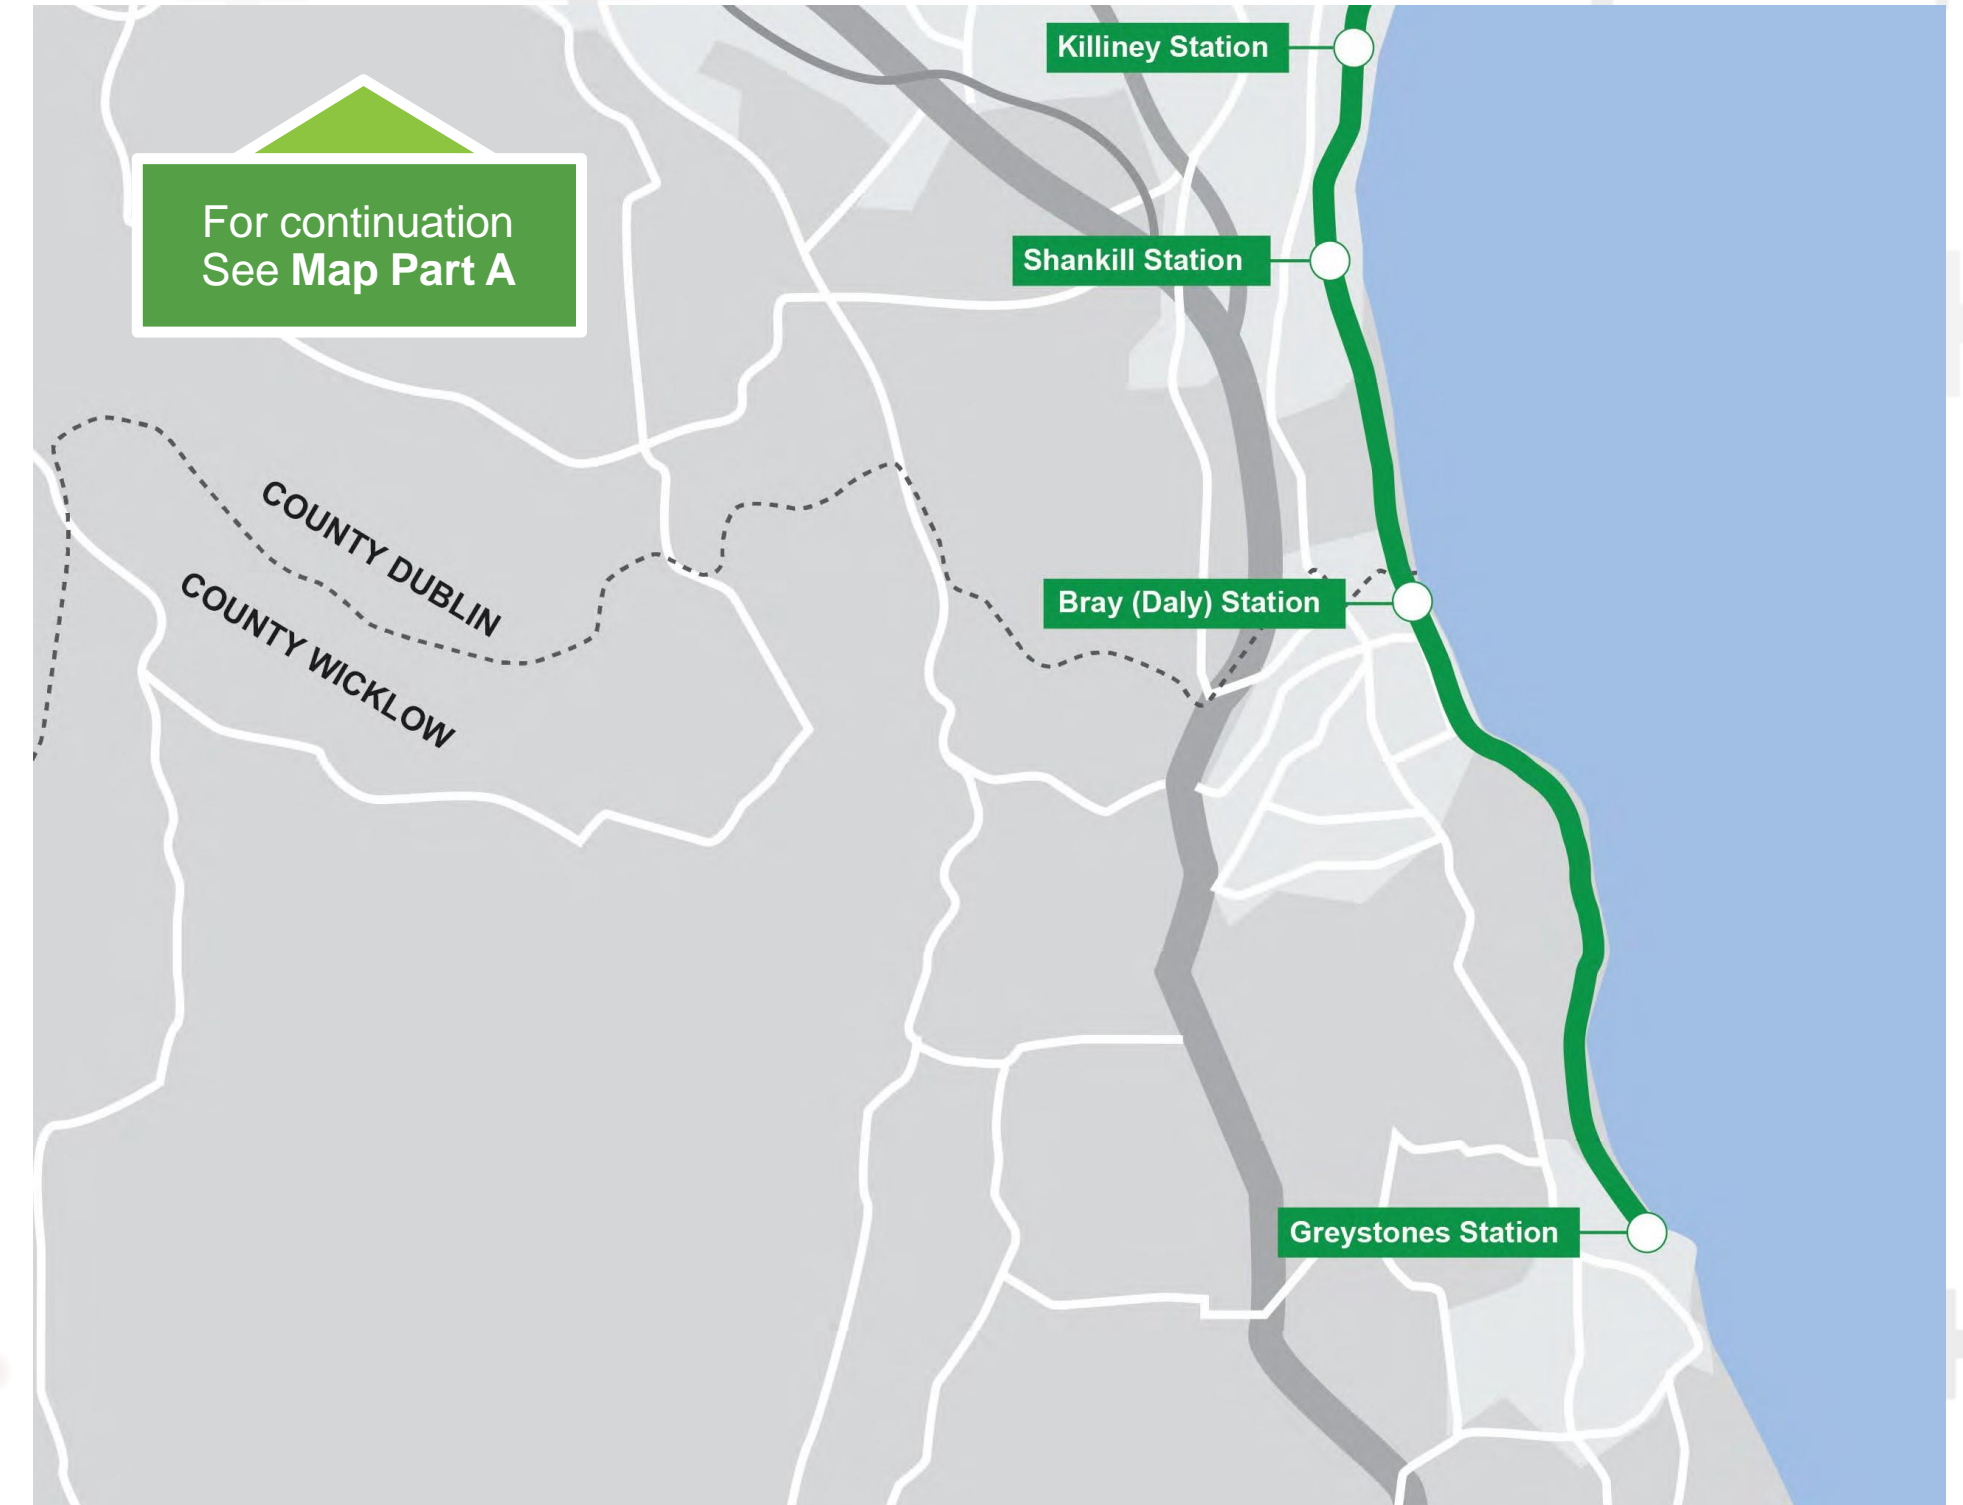 Killiney Station
For continuation
See Map Part A
Shankill Station
COUNTY DUBLIN
COUNTY WICKLOW
Bray (Daly) Station
Greystones Station